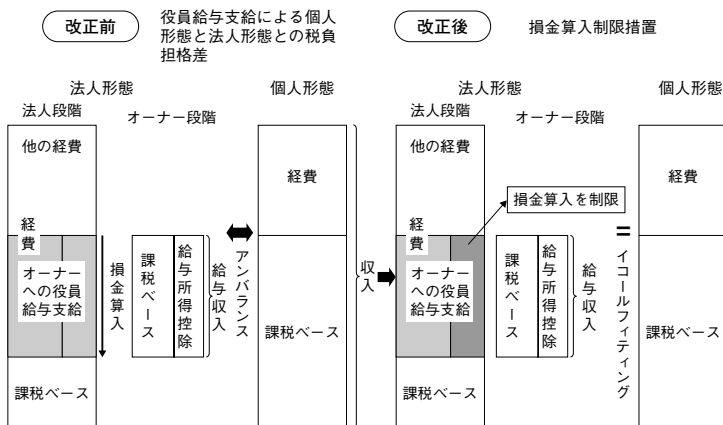 改正前
役員給与支給による個人
形態と法人形態との税負
担格差
法人形態
個人形態
法人段階
オーナー段階
他の経費
経費
オーナー
への役員
給与支給
課税ベース
損金算入
課税ベース
給与所得控除
給与収入
アンバランス
経費
課税ベース
収入
改正後
損金算入制限措置
法人形態
個人形態
法人段階
オーナー段階
他の経費
損金算入を制限
経費
オーナー
への役員
給与支給
課税ベース
課税ベース
給与所得控除
給与収入
=
イコールフィティング
経費
課税ベース